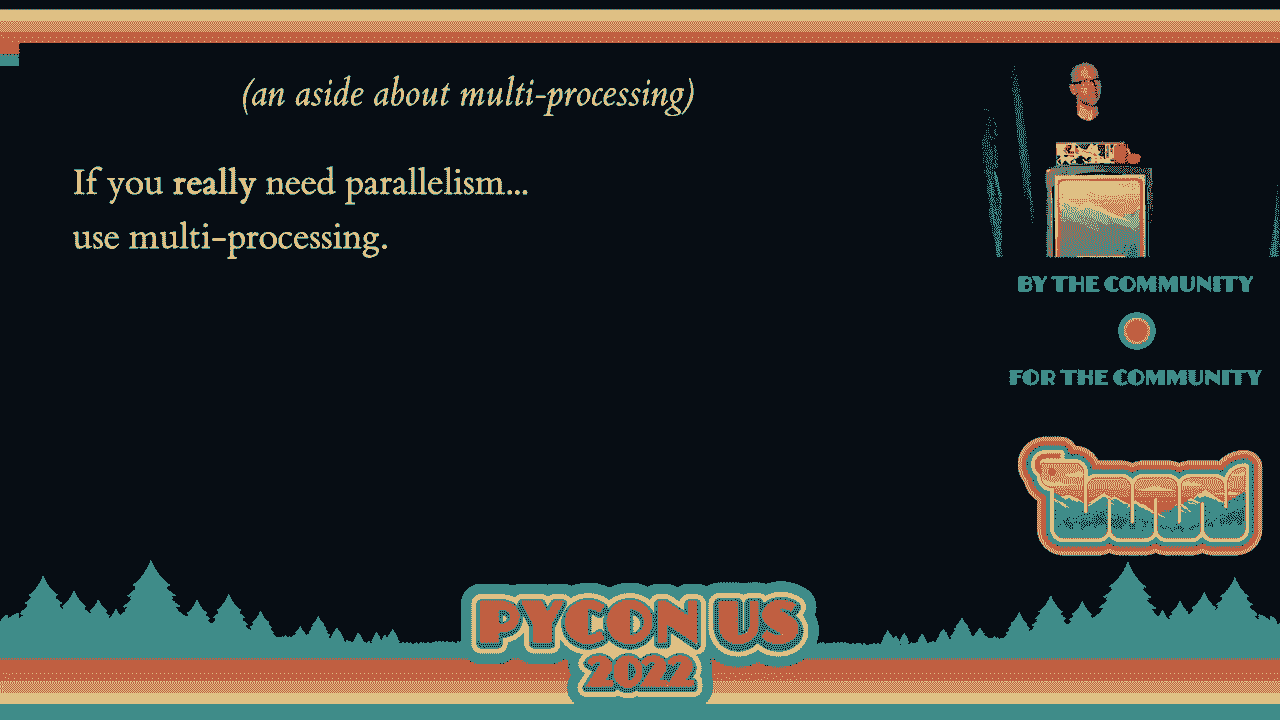 (an aside about multi-processing)
If you really need parallelism...
use multi-processing.
BY THE COMMUNITY
FOR THE COMMUNITY
PYCON US
2022